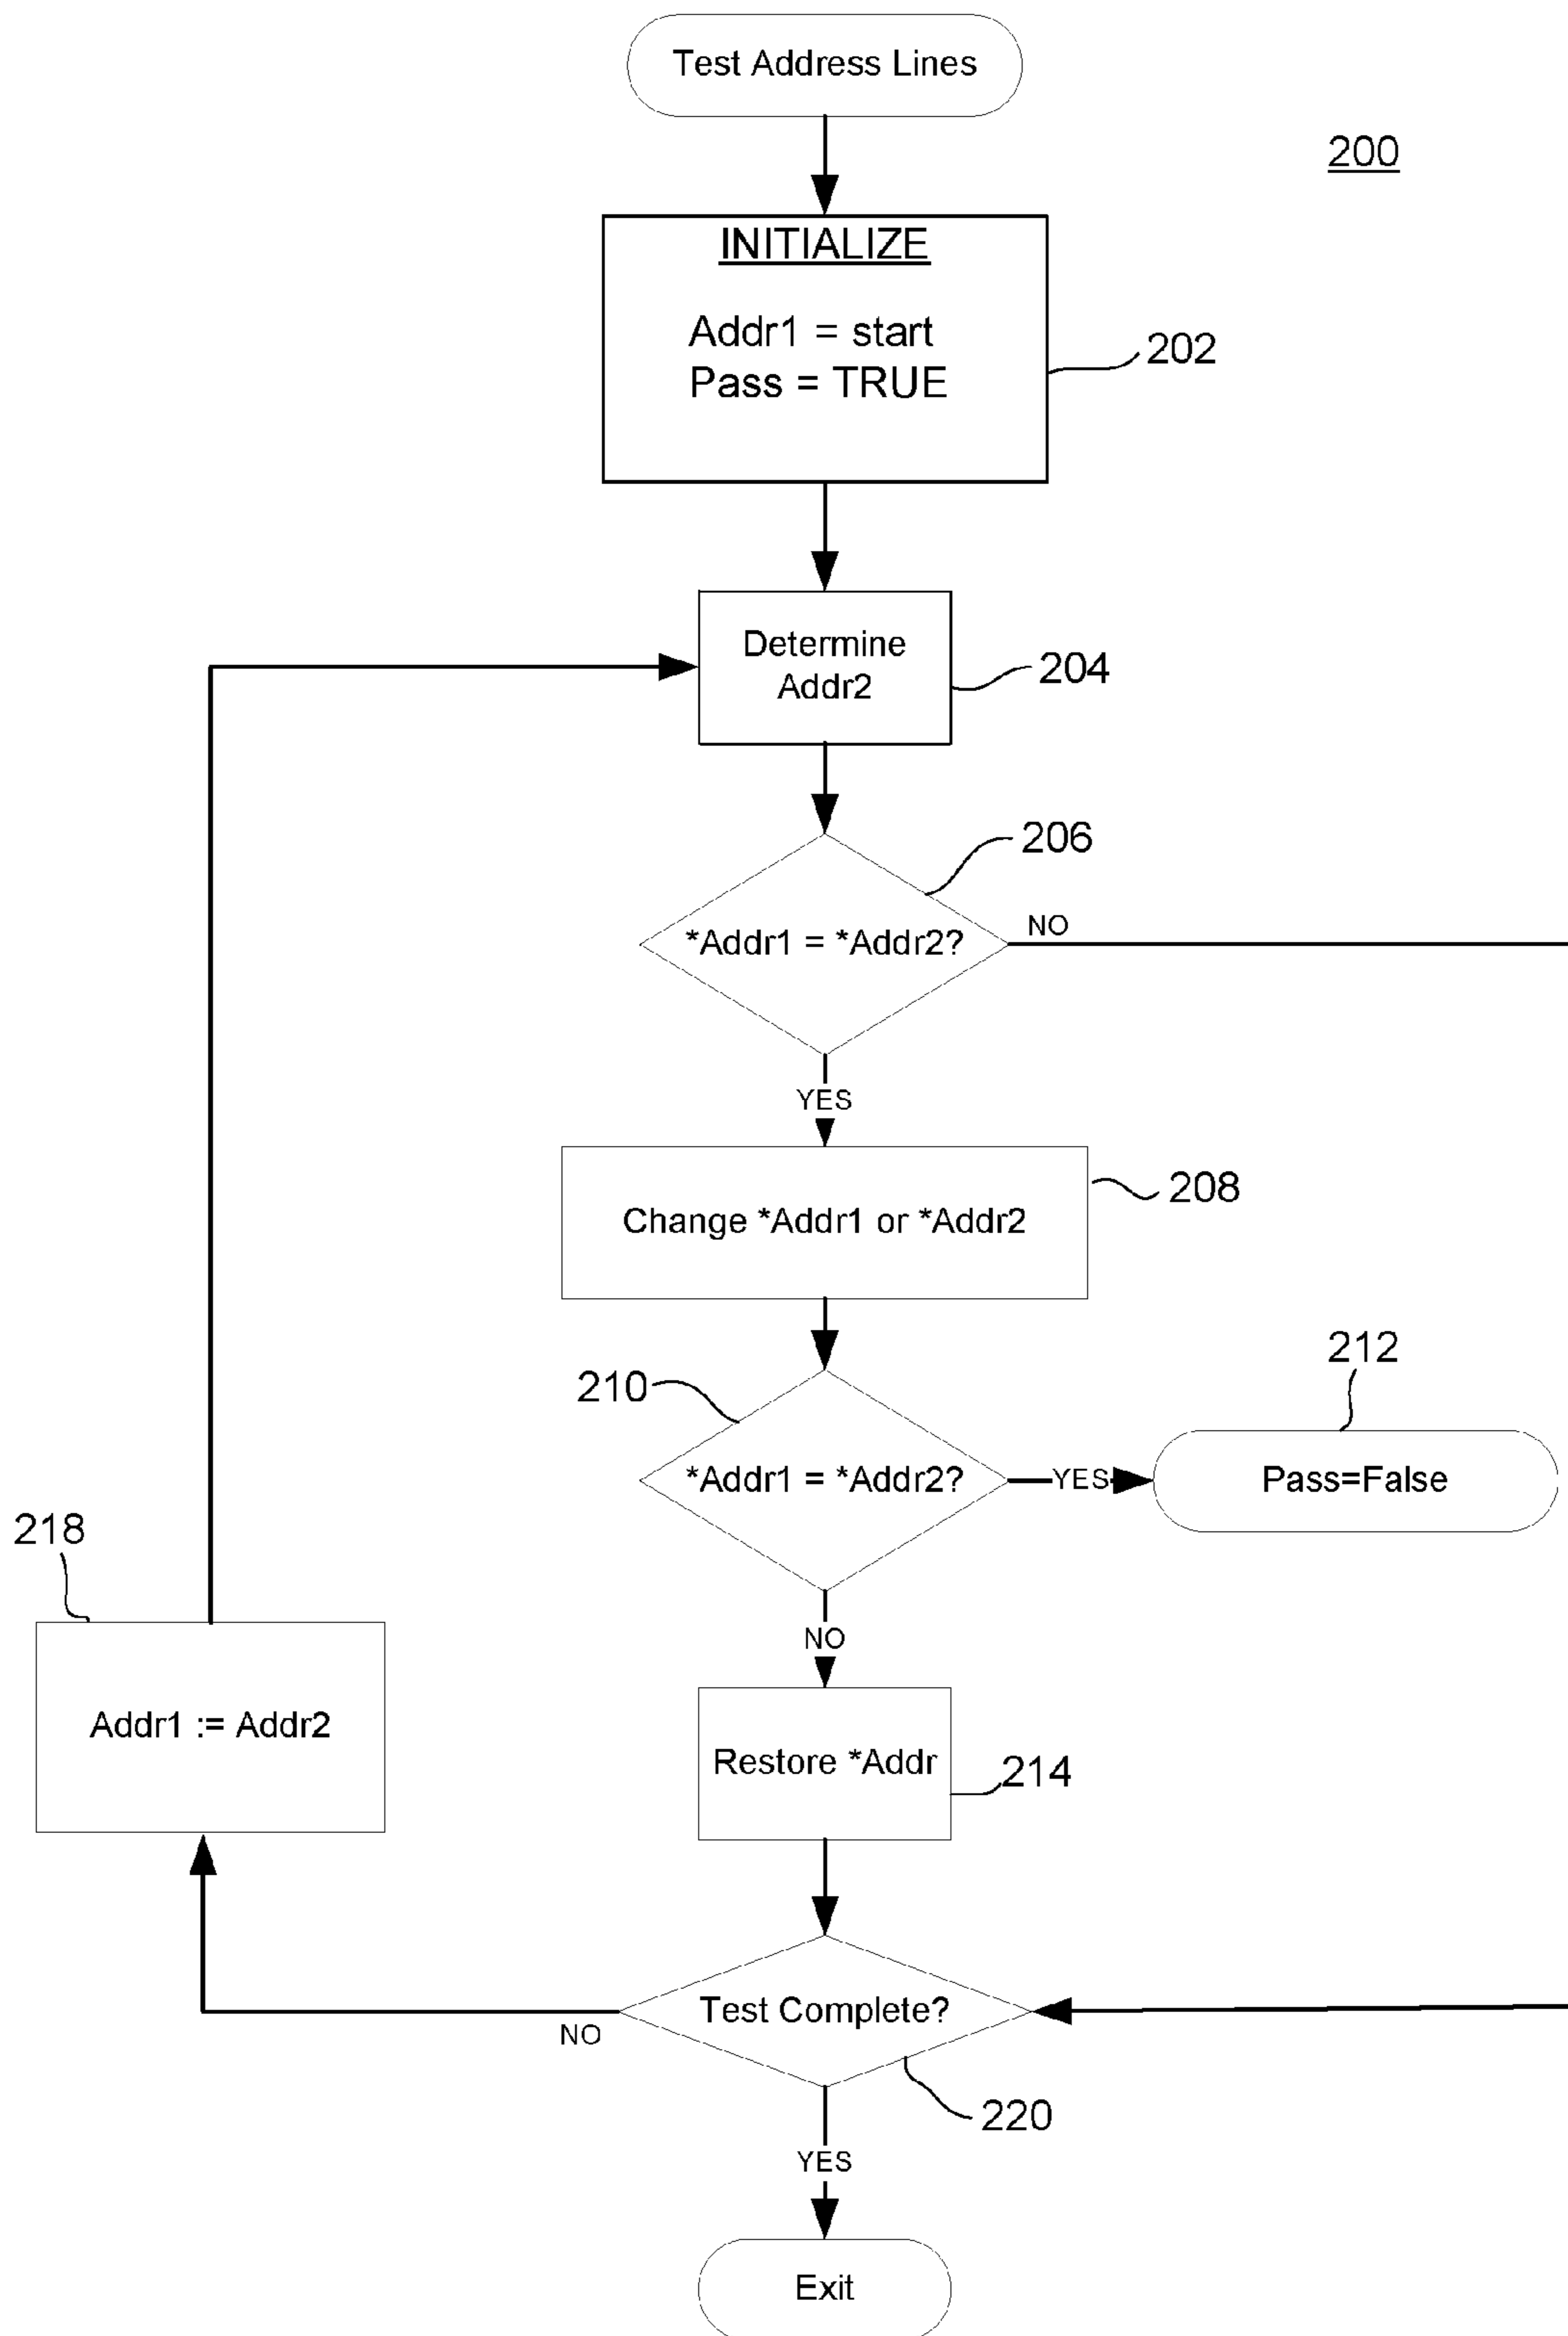 Test Address Lines
200
INITIALIZE
Addr1 = start
Pass = TRUE
202
Determine
Addr2
204
206
*Addr1 = *Addr2?
NO
YES
Change *Addr1 or *Addr2
208
210
*Addr1 = *Addr2?
YES
212
Pass=False
NO
218
Addr1 := Addr2
Restore *Addr
214
Test Complete?
NO
220
YES
Exit